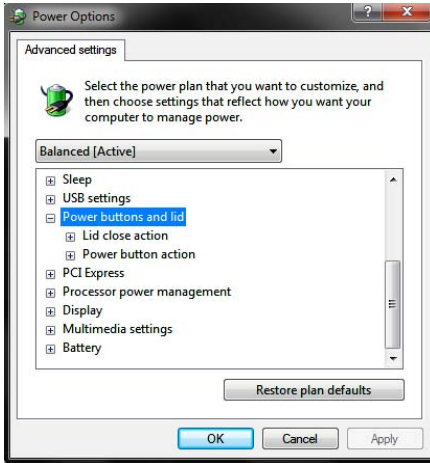 Power Options
Advanced settings
Select the power plan that you want to customize, and
then choose settings that reflect how you want your
computer to manage power.
Balanced [Active]
Sleep
USB settings
Power buttons and lid
Lid close action
Power button action
PCI Express
Processor power management
Display
Multimedia settings
Battery
Restore plan defaults
OK Cancel Apply